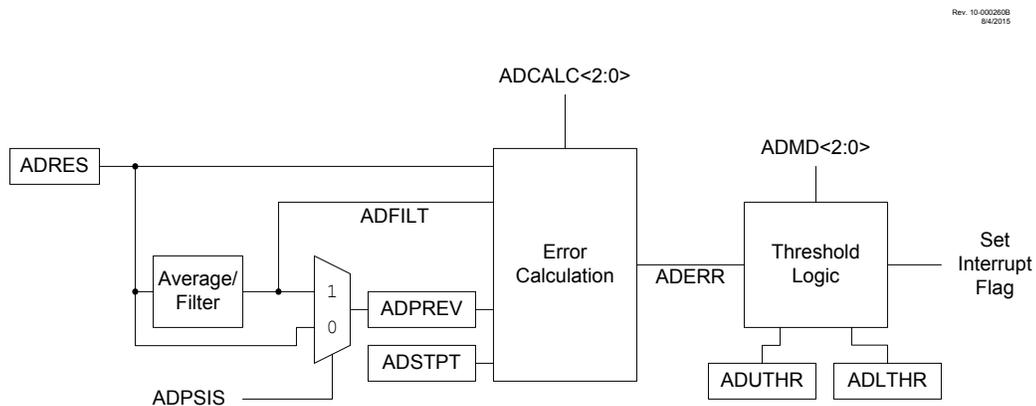 Rev. 10-000260B
8/4/2015
ADCALC<2:0>
ADMD<2:0>
ADRES
ADFILT
Average/
Filter
1
0
ADPREV
ADSTPT
ADPSIS
Error
Calculation
ADERR
Threshold
Logic
Set
Interrupt
Flag
ADUTHR
ADLTHR